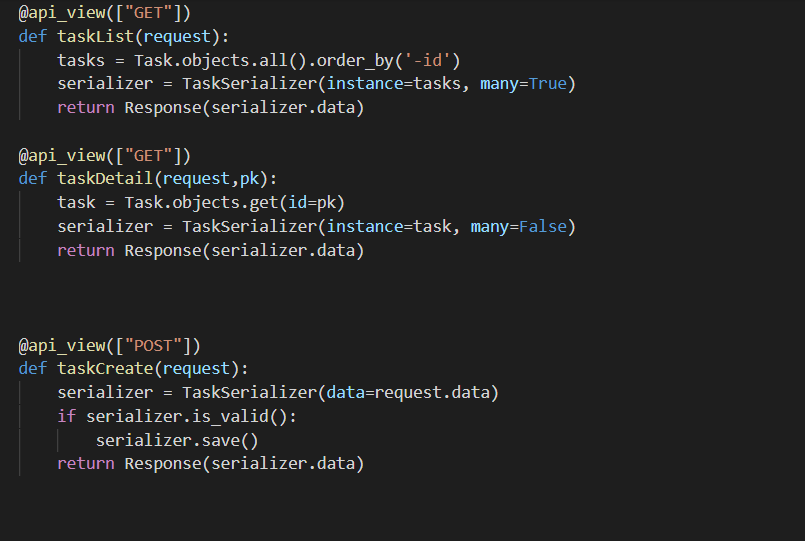 @api_view(["GET"])
def taskList(request):
    tasks = Task.objects.all().order_by('-id')
    serializer = TaskSerializer(instance=tasks, many=True)
    return Response(serializer.data)

@api_view(["GET"])
def taskDetail(request,pk):
    task = Task.objects.get(id=pk)
    serializer = TaskSerializer(instance=task, many=False)
    return Response(serializer.data)

@api_view(["POST"])
def taskCreate(request):
    serializer = TaskSerializer(data=request.data)
    if serializer.is_valid():
        serializer.save()
    return Response(serializer.data)